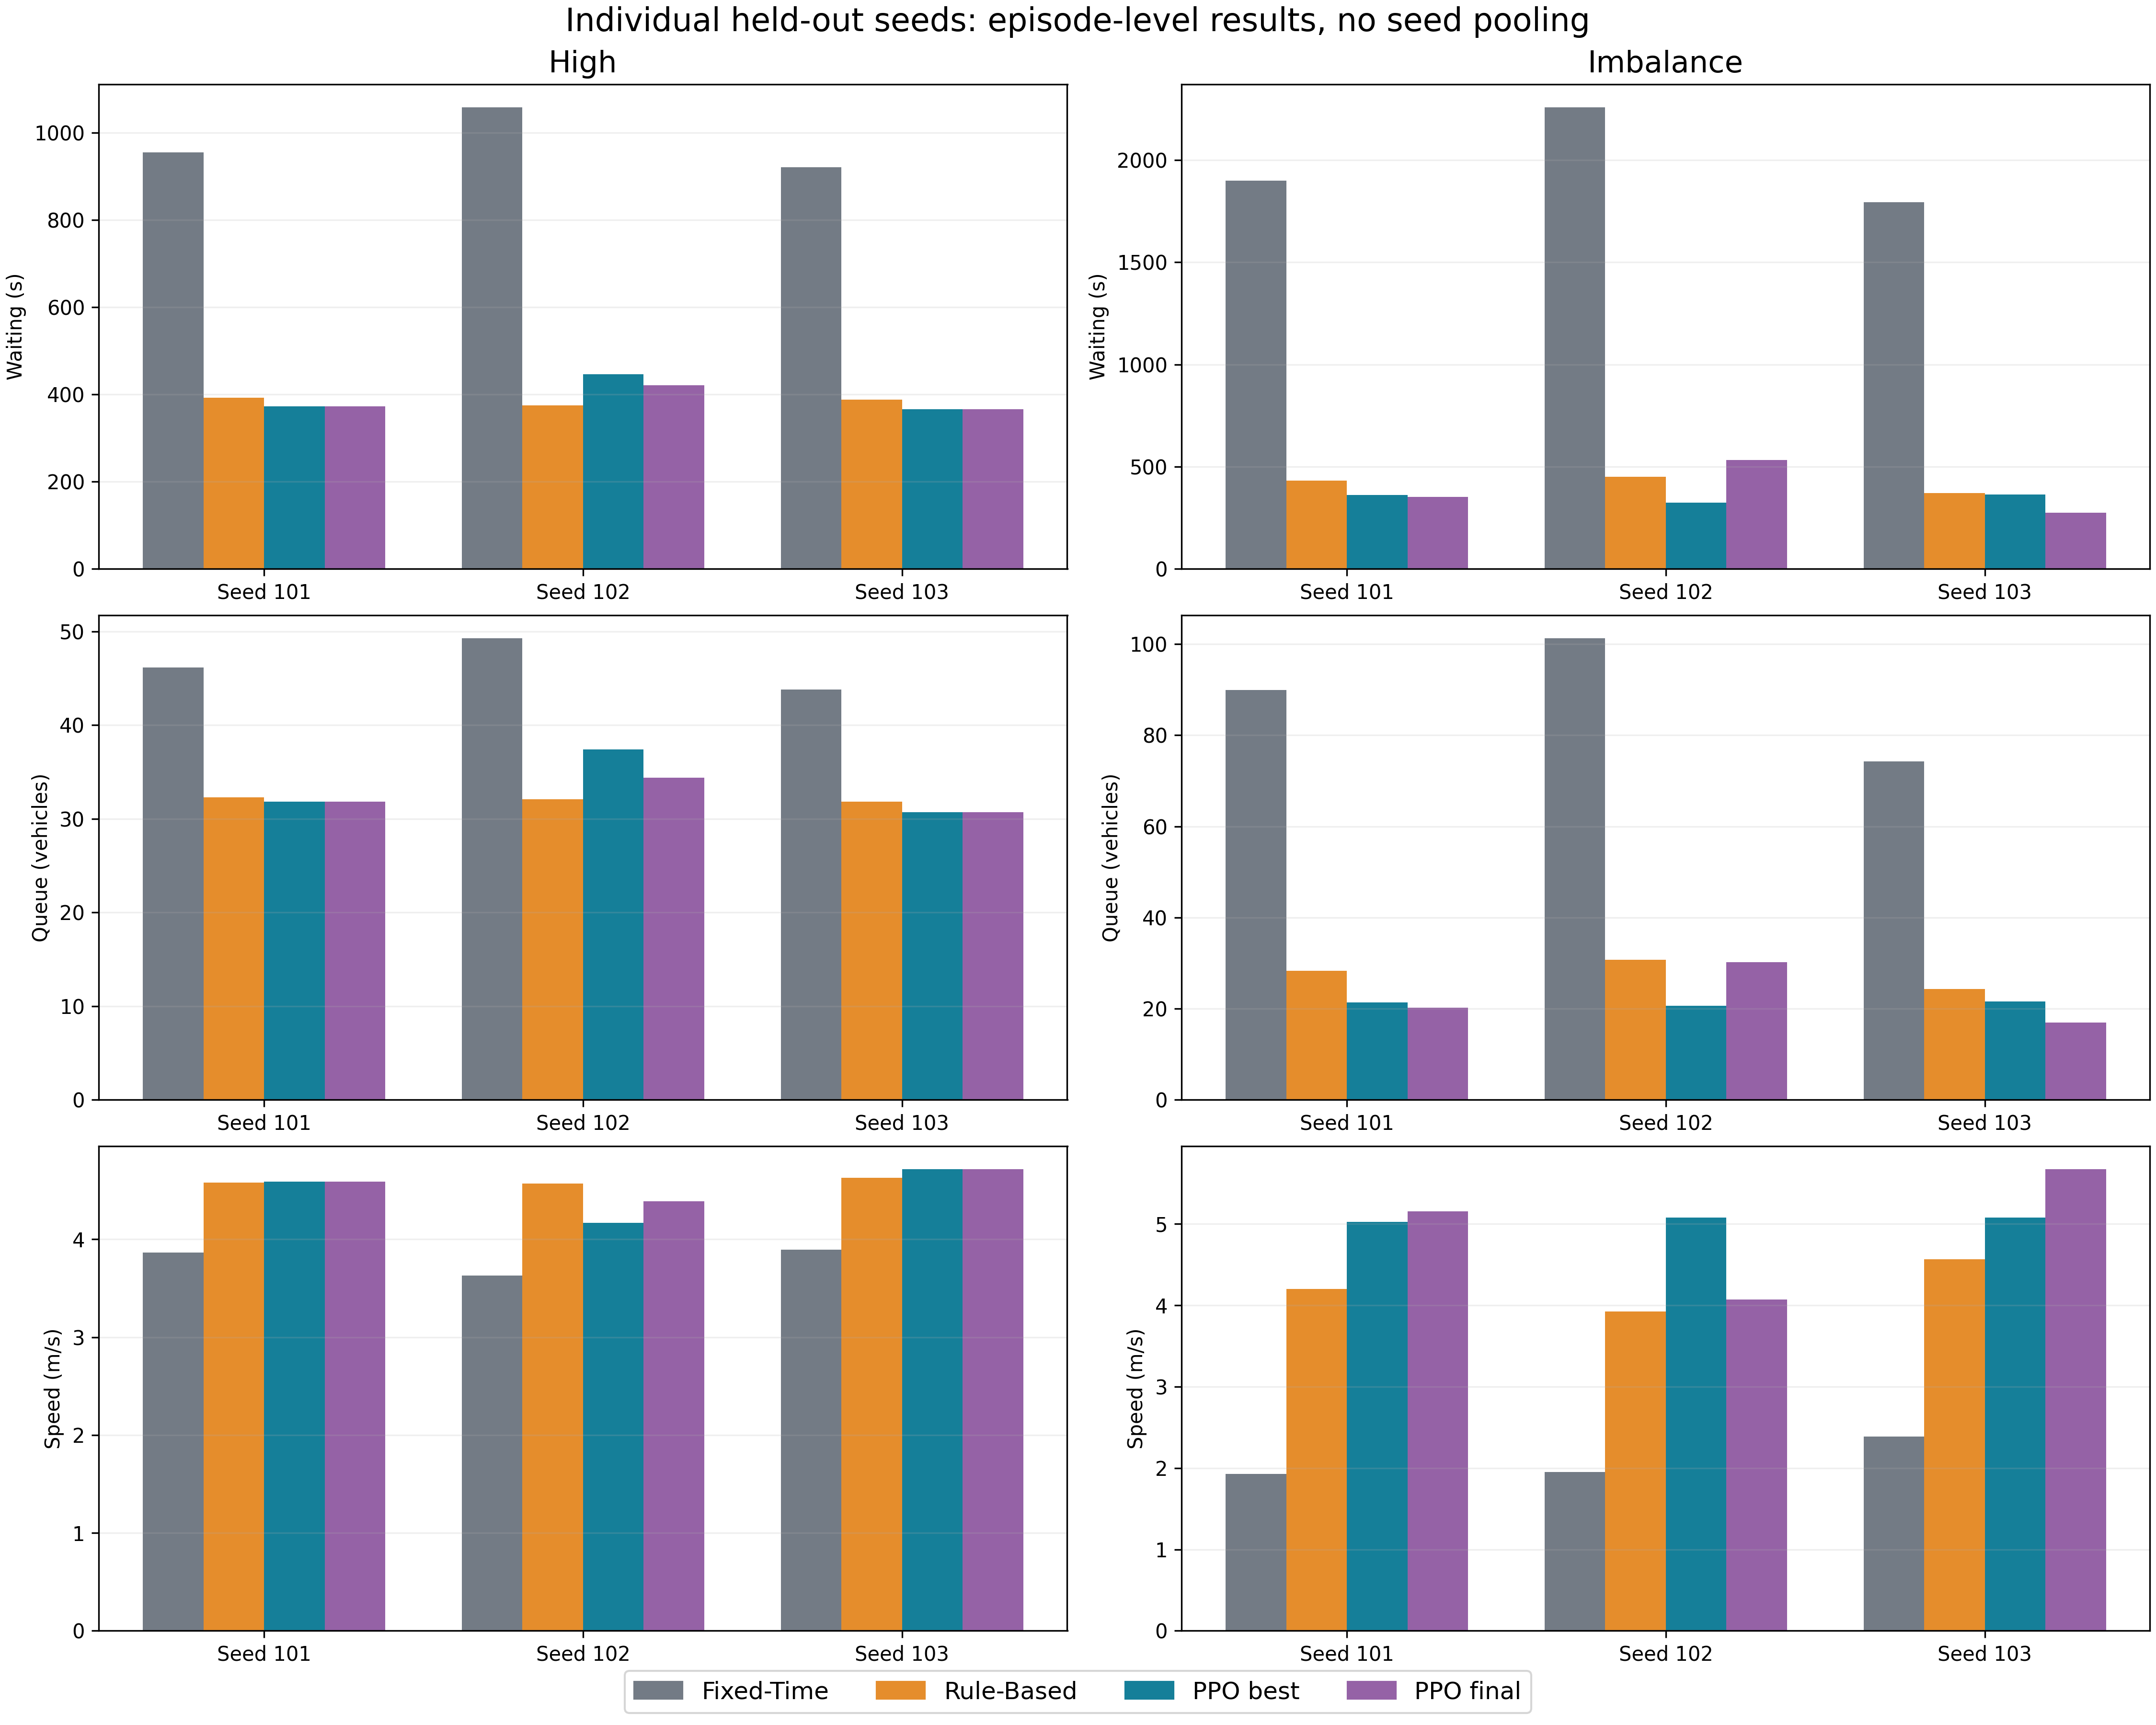 Individual held-out seeds: episode-level results, no seed pooling
High
Waiting (s)
1000
800
600
400
200
0
Seed 101 Seed 102 Seed 103
Imbalance
Waiting (s)
2000
1500
1000
500
0
Seed 101 Seed 102 Seed 103
Queue (vehicles)
50
40
30
20
10
0
Seed 101 Seed 102 Seed 103
Queue (vehicles)
100
80
60
40
20
0
Seed 101 Seed 102 Seed 103
Speed (m/s)
4
3
2
1
0
Seed 101 Seed 102 Seed 103
Speed (m/s)
5
4
3
2
1
0
Seed 101 Seed 102 Seed 103
Fixed-Time Rule-Based PPO best PPO final